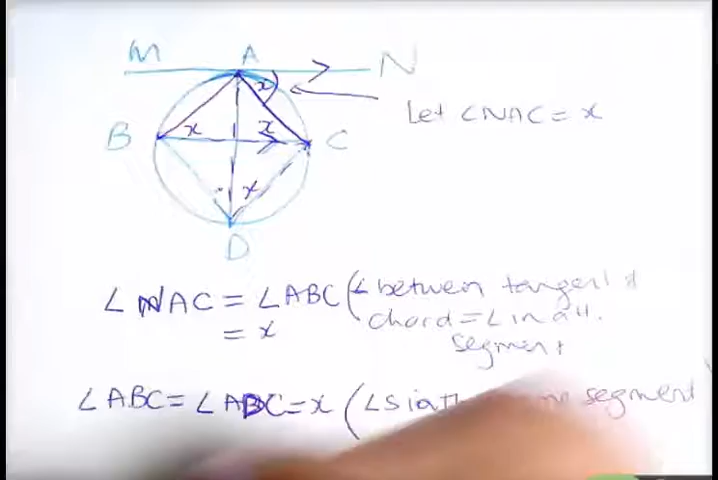 M A N
x
B x x C
x
D
Let ∠NAC = x
∠NAC = ∠ABC (∠ between tangent &
= x chord = ∠ in alt.
segment
∠ABC = ∠ADC = x (∠s in segment